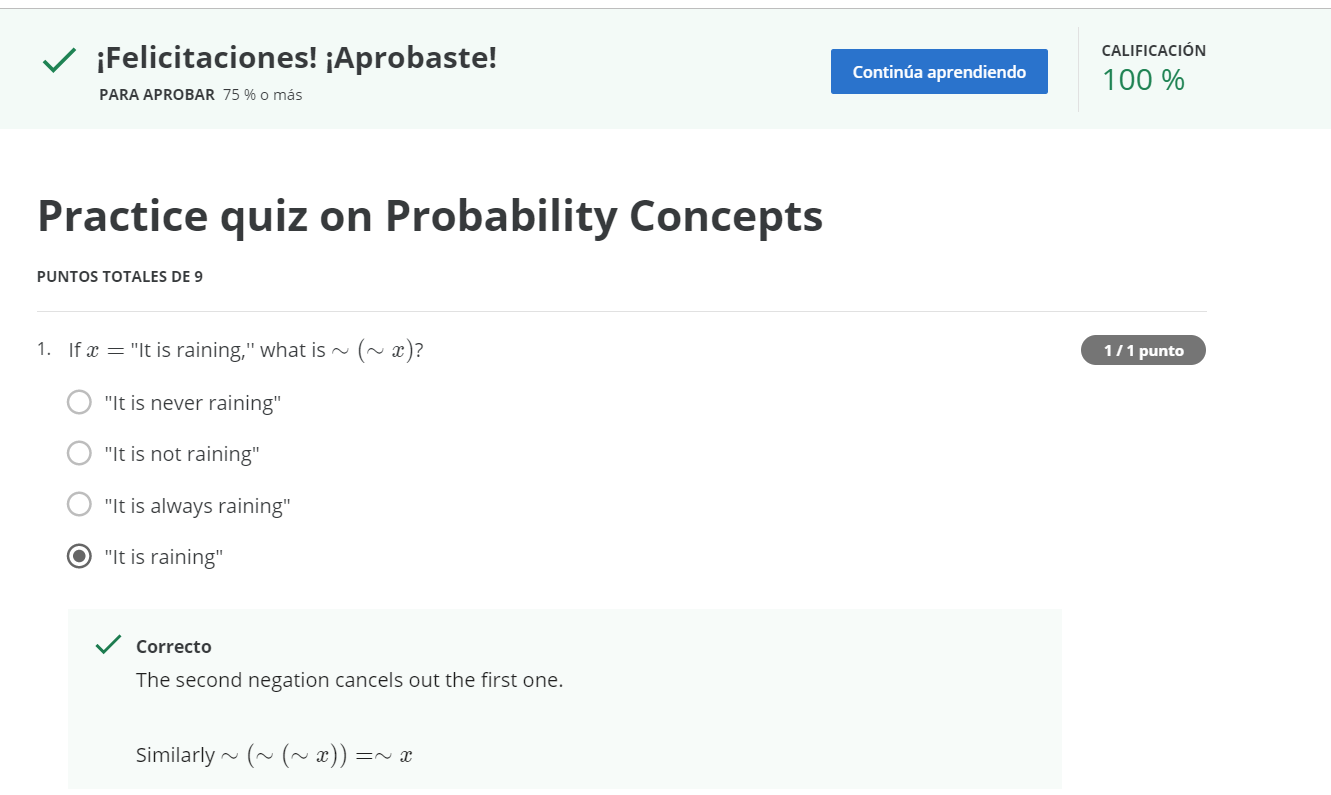 ¡Felicitaciones! ¡Aprobaste!
PARA APROBAR 75 % o más
Continúa aprendiendo
CALIFICACIÓN
100 %
Practice quiz on Probability Concepts
PUNTOS TOTALES DE 9
1. If x = "It is raining,'' what is ∼ (∼ x)?
1 / 1 punto
"It is never raining"
"It is not raining"
"It is always raining"
"It is raining"
Correcto
The second negation cancels out the first one.
Similarly ∼ (∼ (∼ x)) =∼ x